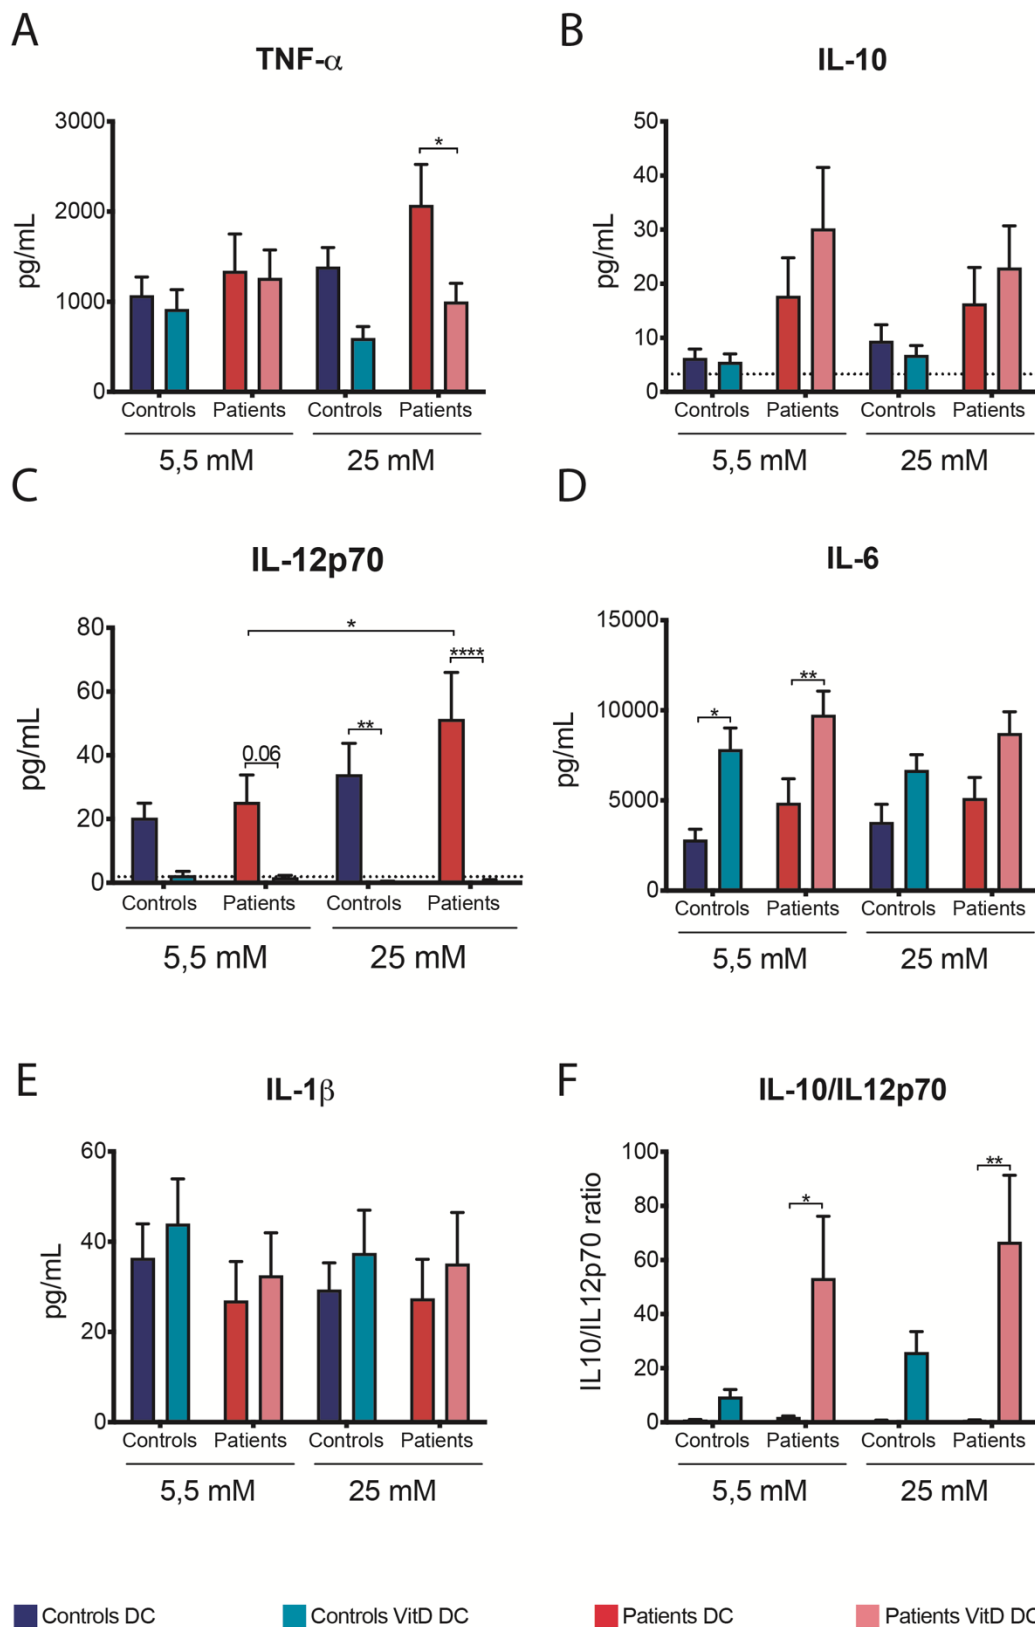 A
TNF-α
3000
2000
1000
0
pg/mL
*
Controls Patients Controls Patients
5,5 mM 25 mM
B
IL-10
50
40
30
20
10
0
pg/mL
Controls Patients Controls Patients
5,5 mM 25 mM
C
IL-12p70
80
60
40
20
0
pg/mL
*
****
**
0.06
Controls Patients Controls Patients
5,5 mM 25 mM
D
IL-6
15000
10000
5000
0
pg/mL
*
**
Controls Patients Controls Patients
5,5 mM 25 mM
E
IL-1β
60
40
20
0
pg/mL
Controls Patients Controls Patients
5,5 mM 25 mM
F
IL-10/IL12p70
100
80
60
40
20
0
IL10/IL12p70 ratio
*
**
Controls Patients Controls Patients
5,5 mM 25 mM
Controls DC Controls VitD DC Patients DC Patients VitD DC